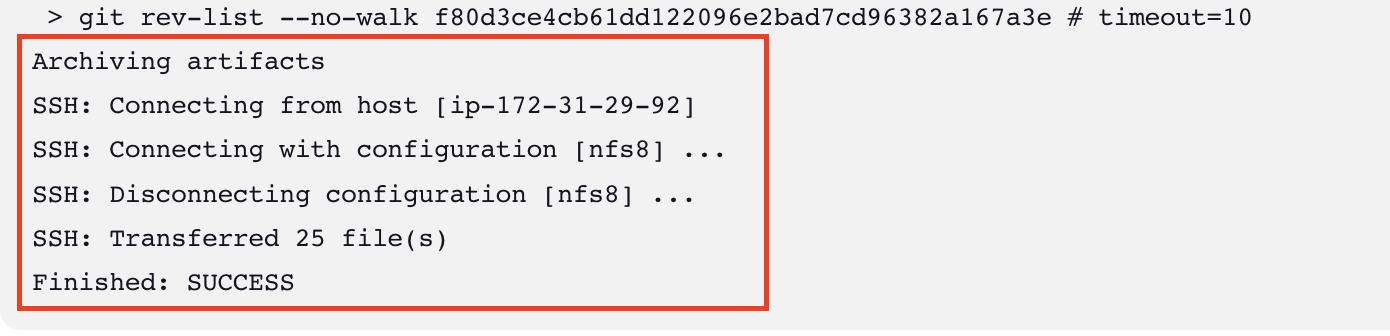 > git rev-list --no-walk f80d3ce4cb61dd122096e2bad7cd96382a167a3e # timeout=10
Archiving artifacts
SSH: Connecting from host [ip-172-31-29-92]
SSH: Connecting with configuration [nfs8] ...
SSH: Disconnecting configuration [nfs8] ...
SSH: Transferred 25 file(s)
Finished: SUCCESS